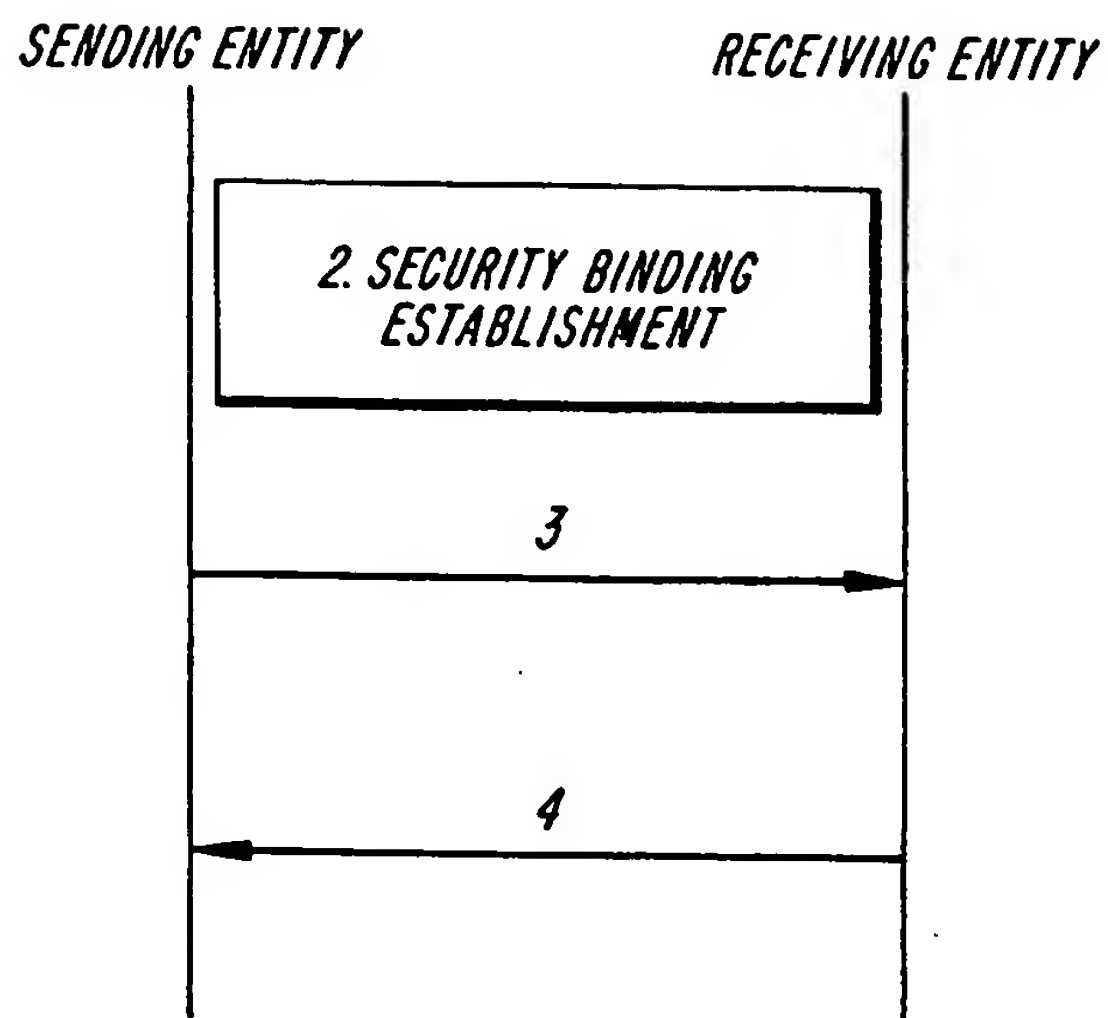 SENDING ENTITY
RECEIVING ENTITY
2. SECURITY BINDING
ESTABLISHMENT
3
4